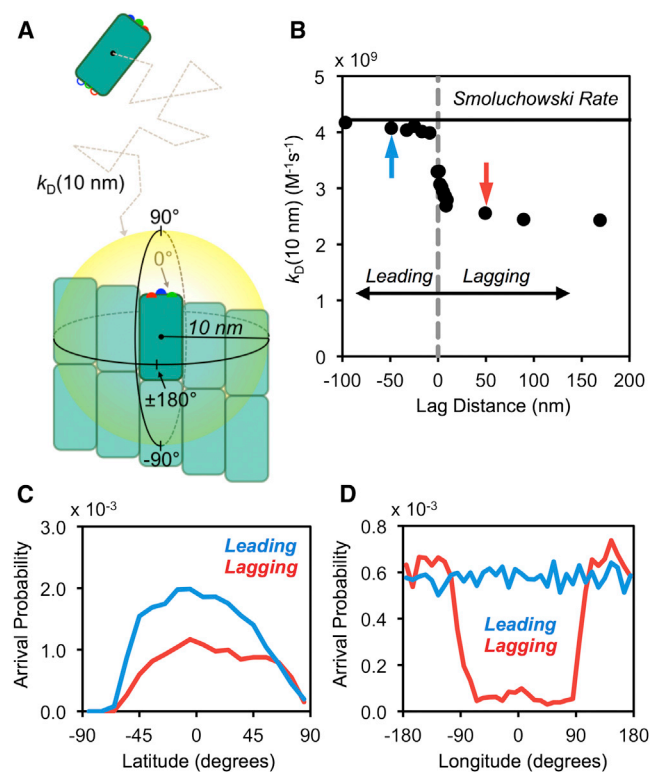 A
k_D(10 nm)
90°
0°
10 nm
±180°
-90°
B
x 10⁹
5
4
3
2
1
0
k_D(10 nm) (M⁻¹s⁻¹)
Smoluchowski Rate
Leading
Lagging
-100 -50 0 50 100 150 200
Lag Distance (nm)
C
x 10⁻³
3.0
2.0
1.0
0.0
Arrival Probability
Leading
Lagging
-90 -45 0 45 90
Latitude (degrees)
D
x 10⁻³
0.8
0.6
0.4
0.2
0.0
Arrival Probability
Leading
Lagging
-180 -90 0 90 180
Longitude (degrees)